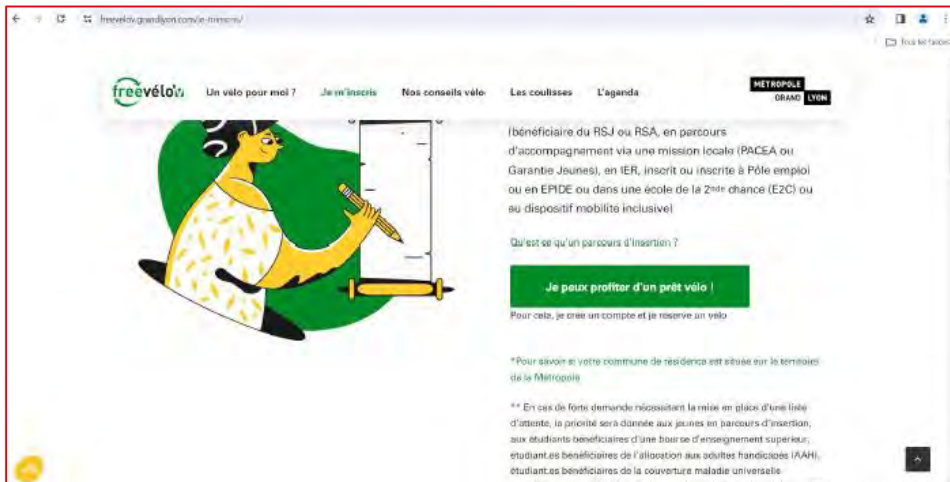 freevelov.grandlyon.com/je-minscris/
Tous les favoris
freevélo'v
Un vélo pour moi ?
Je m'inscris
Nos conseils vélo
Les coulisses
L'agenda
MÉTROPOLE
GRAND LYON
(bénéficiaire du RSJ ou RSA, en parcours
d'accompagnement via une mission locale (PACEA ou
Garantie Jeunes), en IER, inscrit ou inscrite à Pôle emploi
ou en EPIDE ou dans une école de la 2nde chance (E2C) ou
au dispositif mobilité inclusive)
Qu'est ce qu'un parcours d'insertion ?
Je peux profiter d'un prêt vélo !
Pour cela, je crée un compte et je réserve un vélo
*Pour savoir si votre commune de résidence est située sur le territoire
de la Métropole
** En cas de forte demande nécessitant la mise en place d'une liste
d'attente, la priorité sera donnée aux jeunes en parcours d'insertion,
aux étudiants bénéficiaires d'une bourse d'enseignement supérieur,
étudiant.es bénéficiaires de l'allocation aux adultes handicapés (AAH),
étudiant.es bénéficiaires de la couverture maladie universelle